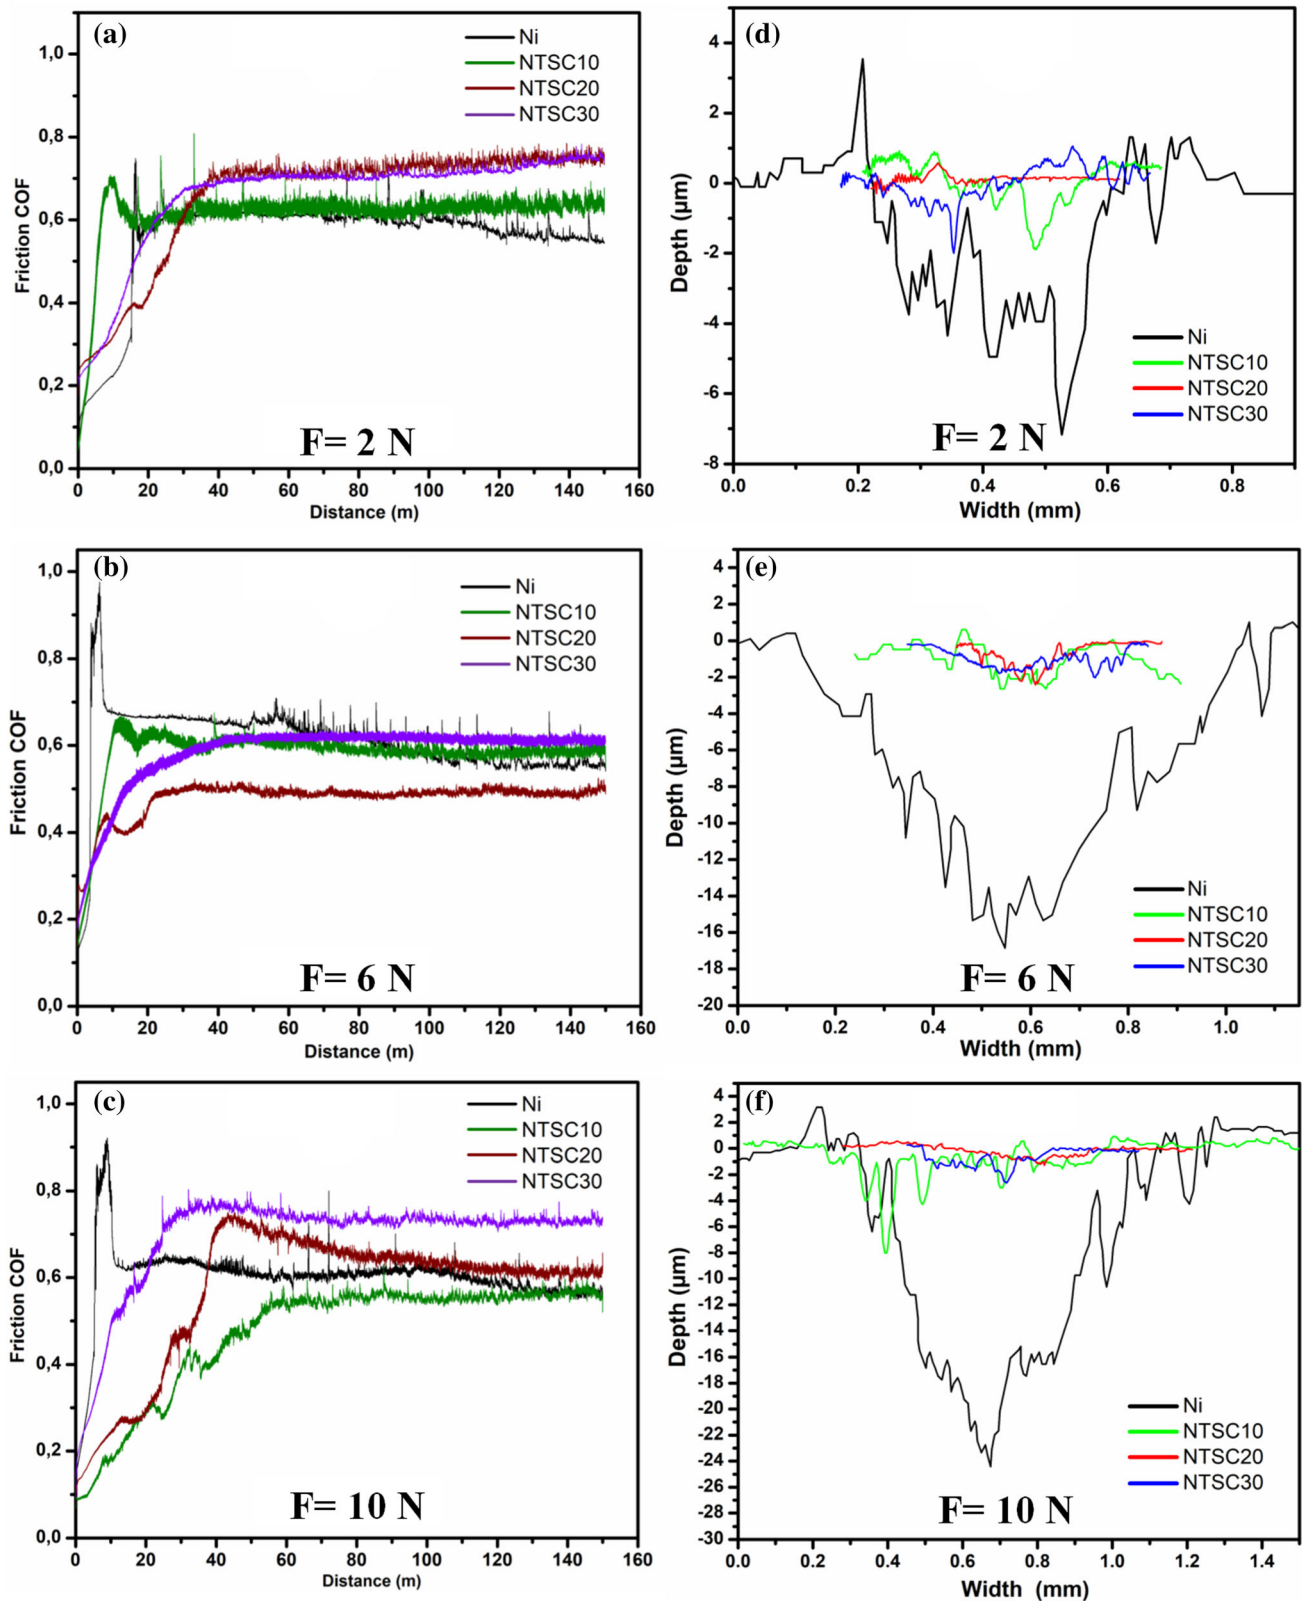 (a)
Ni
NTSC10
NTSC20
NTSC30
1,0
0,8
0,6
0,4
0,2
0,0
Friction COF
F= 2 N
0 20 40 60 80 100 120 140 160
Distance (m)
(d)
4
2
0
-2
-4
-6
-8
Depth (µm)
Ni
NTSC10
NTSC20
NTSC30
F= 2 N
0.0 0.2 0.4 0.6 0.8
Width (mm)
(b)
Ni
NTSC10
NTSC20
NTSC30
1,0
0,8
0,6
0,4
0,2
0,0
Friction COF
F= 6 N
0 20 40 60 80 100 120 140 160
Distance (m)
(e)
4
2
0
-2
-4
-6
-8
-10
-12
-14
-16
-18
-20
Depth (µm)
Ni
NTSC10
NTSC20
NTSC30
F= 6 N
0.0 0.2 0.4 0.6 0.8 1.0
Width (mm)
(c)
Ni
NTSC10
NTSC20
NTSC30
1,0
0,8
0,6
0,4
0,2
0,0
Friction COF
F= 10 N
0 20 40 60 80 100 120 140 160
Distance (m)
(f)
4
2
0
-2
-4
-6
-8
-10
-12
-14
-16
-18
-20
-22
-24
-26
-28
-30
Depth (µm)
Ni
NTSC10
NTSC20
NTSC30
F= 10 N
0.0 0.2 0.4 0.6 0.8 1.0 1.2 1.4
Width (mm)